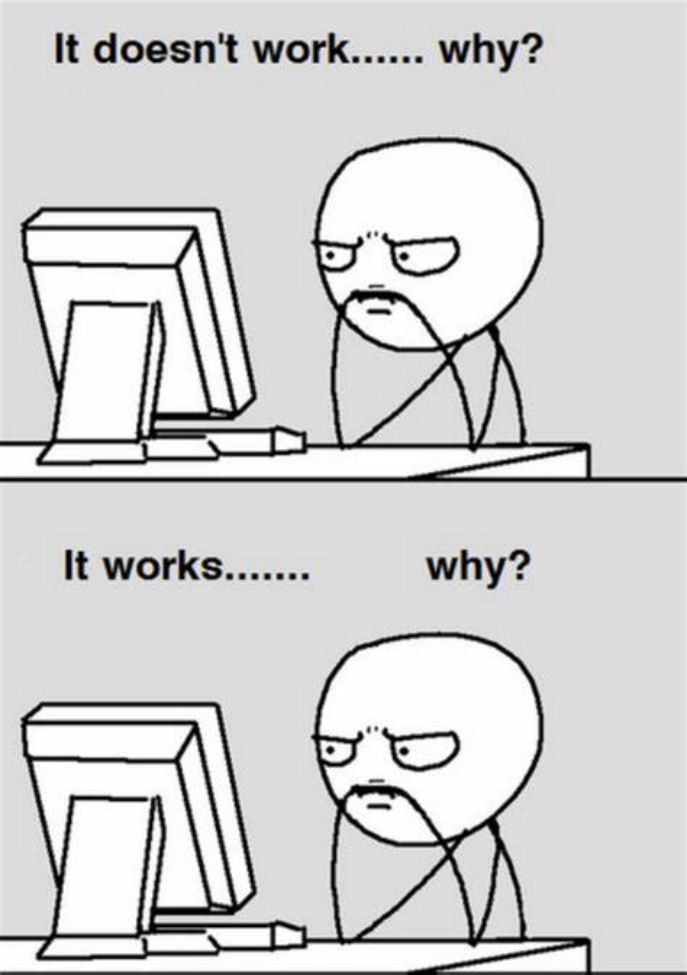 It doesn't work...... why?
It works....... why?